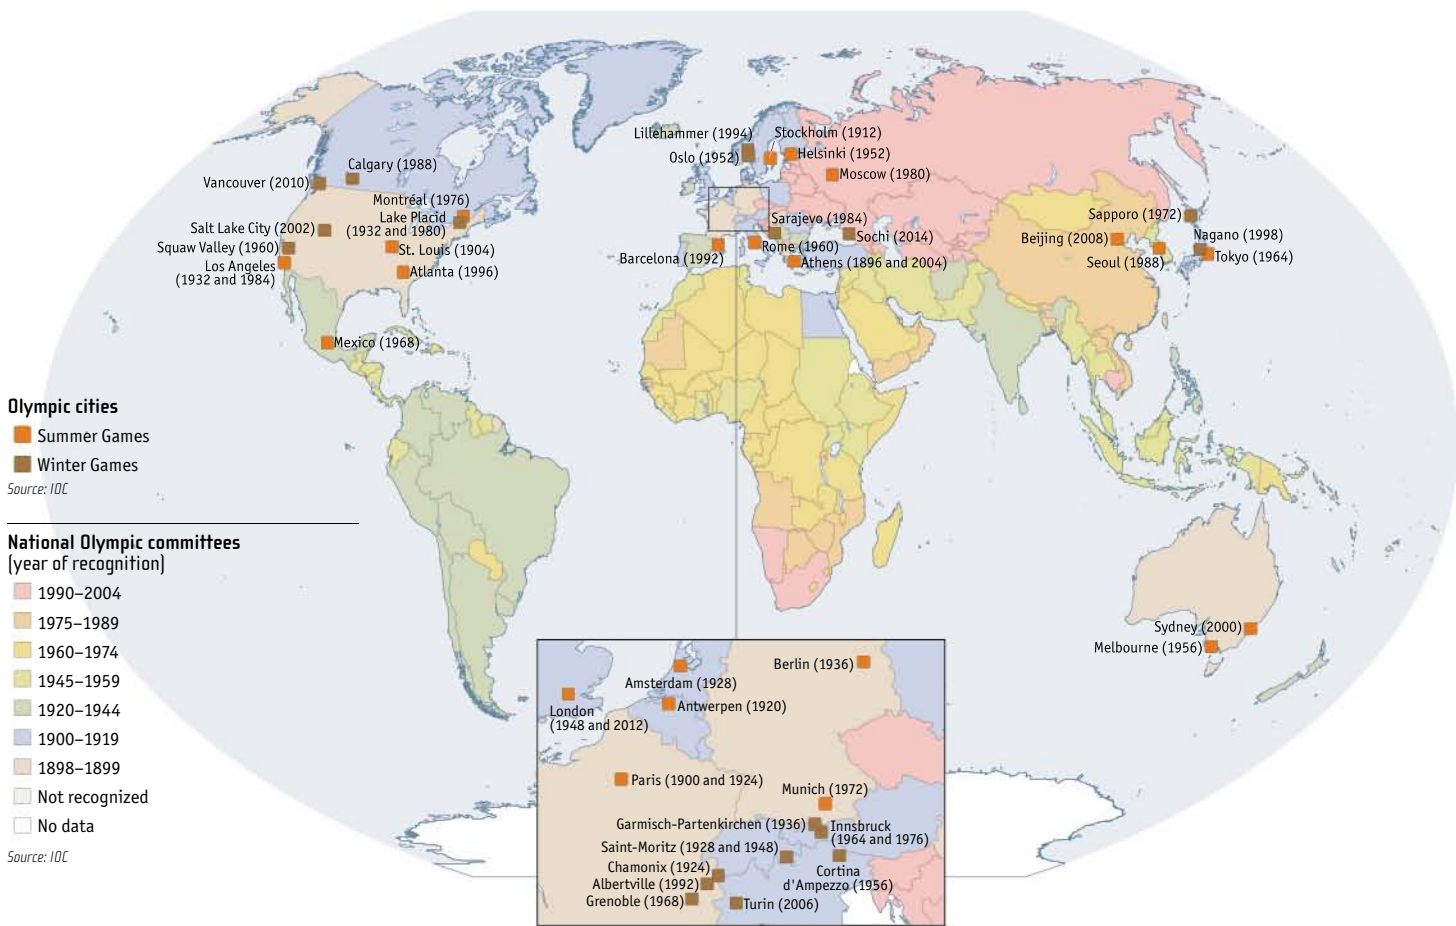 Lillehammer (1994)
Stockholm (1912)
Oslo (1952)
Helsinki (1952)
Moscow (1980)
Calgary (1988)
Vancouver (2010)
Montréal (1976)
Lake Placid
(1932 and 1980)
Salt Lake City (2002)
Squaw Valley (1960)
St. Louis (1904)
Los Angeles
(1932 and 1984)
Atlanta (1996)
Mexico (1968)
Sarajevo (1984)
Sochi (2014)
Rome (1960)
Barcelona (1992)
Athens (1896 and 2004)
Sapporo (1972)
Beijing (2008)
Nagano (1998)
Seoul (1988)
Tokyo (1964)
Sydney (2000)
Melbourne (1956)
Olympic cities
Summer Games
Winter Games
Source: IOC
National Olympic committees
(year of recognition)
1990–2004
1975–1989
1960–1974
1945–1959
1920–1944
1900–1919
1898–1899
Not recognized
No data
Source: IOC
Berlin (1936)
Amsterdam (1928)
Antwerpen (1920)
London
(1948 and 2012)
Paris (1900 and 1924)
Munich (1972)
Garmisch-Partenkirchen (1936)
Innsbruck
(1964 and 1976)
Saint-Moritz (1928 and 1948)
Chamonix (1924)
Cortina
d'Ampezzo (1956)
Albertville (1992)
Grenoble (1968)
Turin (2006)